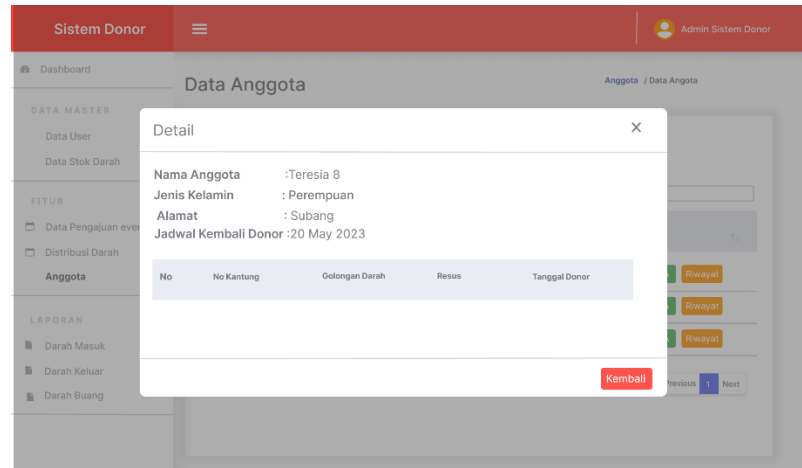 Sistem Donor
Admin Sistem Donor
Dashboard
Data Anggota
Anggota / Data Angota
DATA MASTER
Data User
Data Stok Darah
FITUR
Data Pengajuan even
Distribusi Darah
Anggota
LAPORAN
Darah Masuk
Darah Keluar
Darah Buang
Detail
X
Nama Anggota :Teresia 8
Jenis Kelamin : Perempuan
Alamat : Subang
Jadwal Kembali Donor :20 May 2023
No No Kantung Golongan Darah Resus Tanggal Donor
Kembali
Riwayat
Riwayat
Riwayat
Previous 1 Next